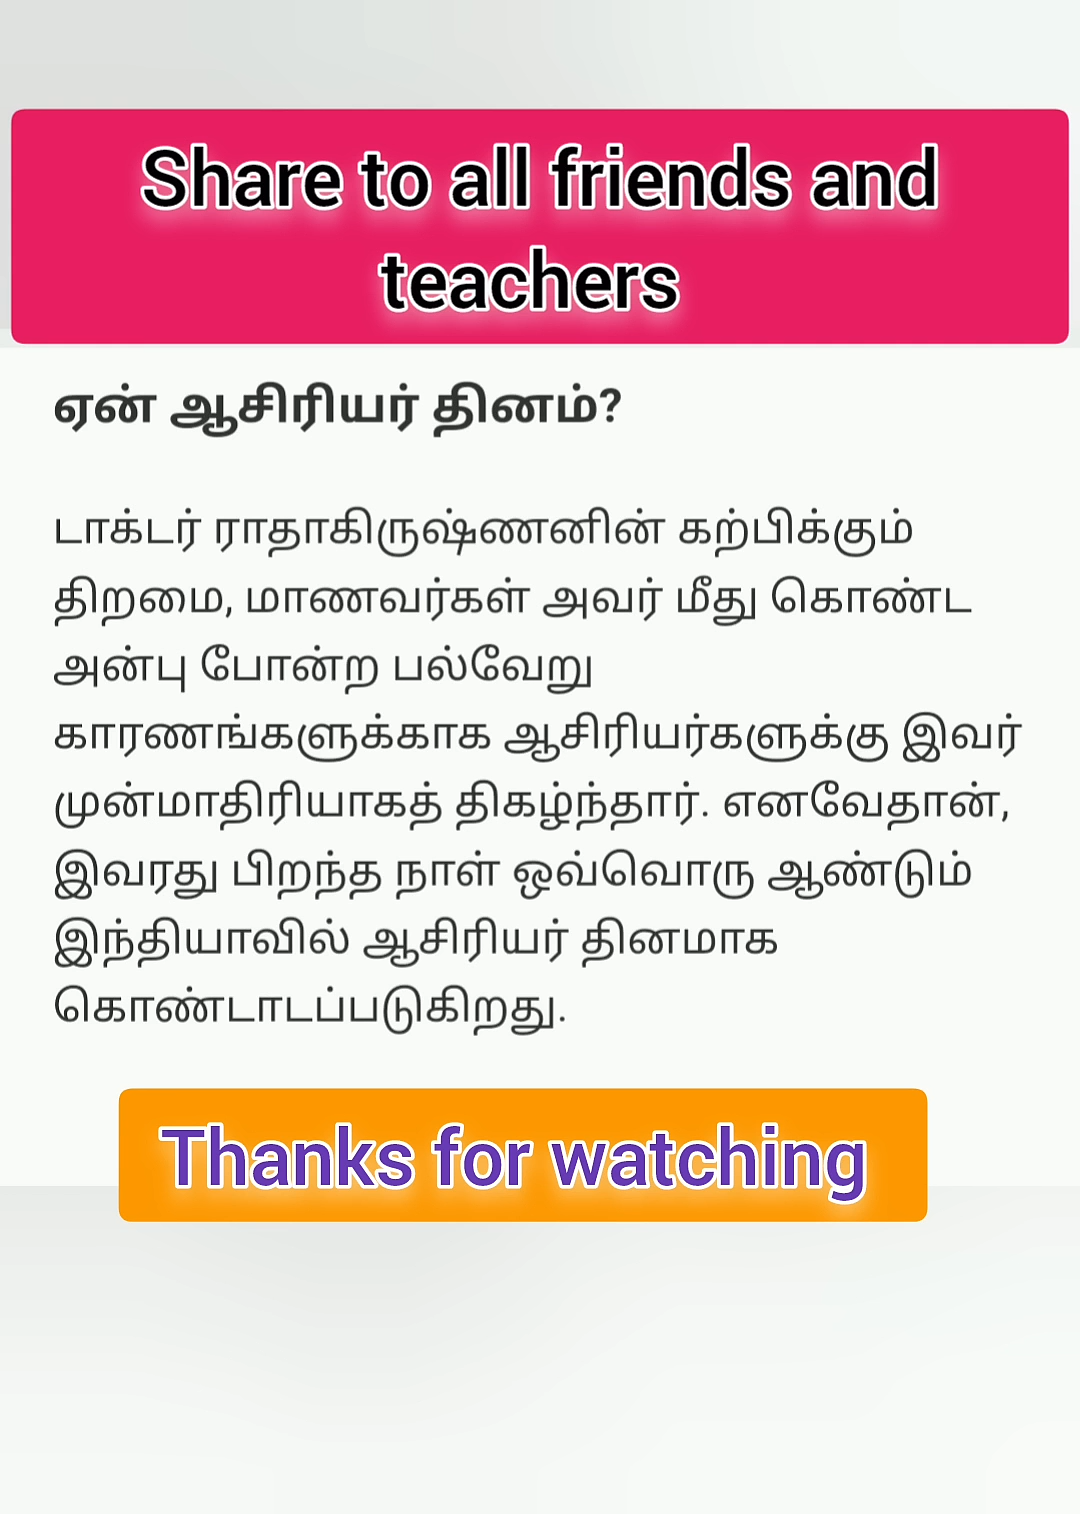 Share to all friends and
teachers
ஏன் ஆசிரியர் தினம்?
டாக்டர் ராதாகிருஷ்ணனின் கற்பிக்கும்
திறமை, மாணவர்கள் அவர் மீது கொண்ட
அன்பு போன்ற பல்வேறு
காரணங்களுக்காக ஆசிரியர்களுக்கு இவர்
முன்மாதிரியாகத் திகழ்ந்தார். எனவேதான்,
இவரது பிறந்த நாள் ஒவ்வொரு ஆண்டும்
இந்தியாவில் ஆசிரியர் தினமாக
கொண்டாடப்படுகிறது.
Thanks for watching